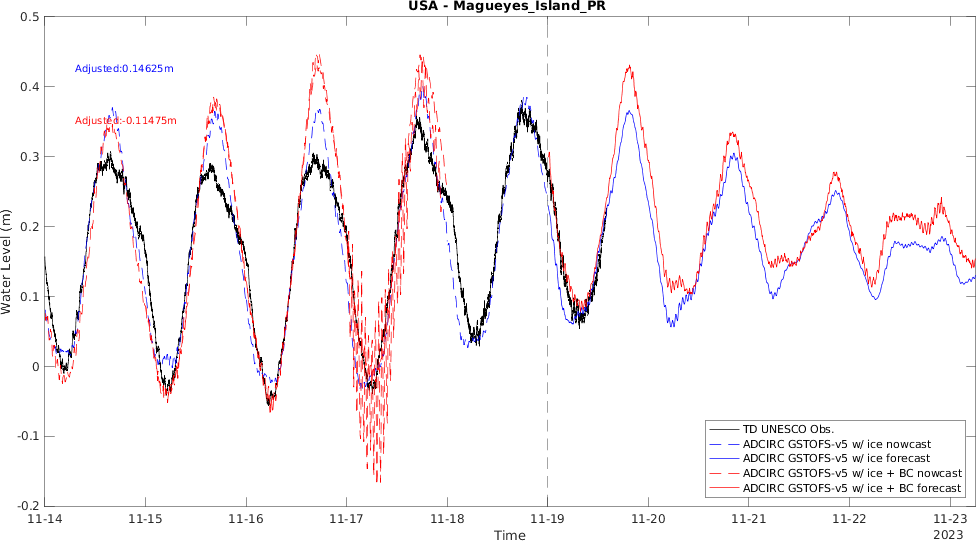 USA - Magueyes_Island_PR
0.5
0.4
0.3
0.2
0.1
0
-0.1
-0.2
Water Level (m)
Adjusted:0.14625m
Adjusted:-0.11475m
TD UNESCO Obs.
ADCIRC GSTOFS-v5 w/ ice nowcast
ADCIRC GSTOFS-v5 w/ ice forecast
ADCIRC GSTOFS-v5 w/ ice + BC nowcast
ADCIRC GSTOFS-v5 w/ ice + BC forecast
11-14 11-15 11-16 11-17 11-18 11-19 11-20 11-21 11-22 11-23
Time
2023